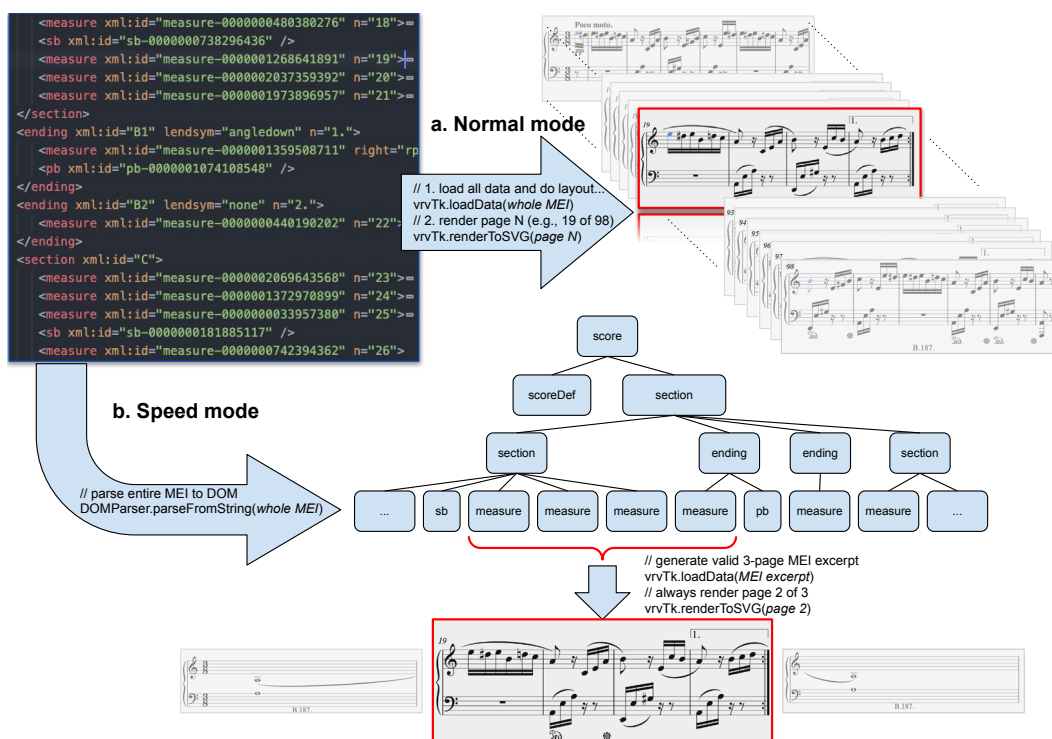 <measure xml:id="measure-0000000480380276" n="18">
<sb xml:id="sb-0000000738296436" />
<measure xml:id="measure-0000001268641891" n="19">
<measure xml:id="measure-0000002037359392" n="20">
<measure xml:id="measure-0000001973896957" n="21">
</section>
<ending xml:id="B1" lendsym="angledown" n="1.">
<measure xml:id="measure-0000001359508711" right="rp
<pb xml:id="pb-0000001074108548" />
</ending>
<ending xml:id="B2" lendsym="none" n="2.">
<measure xml:id="measure-0000000440190202" n="22">
</ending>
<section xml:id="C">
<measure xml:id="measure-0000002069643568" n="23">
<measure xml:id="measure-0000001372970899" n="24">
<measure xml:id="measure-0000000033957380" n="25">
<sb xml:id="sb-0000000181885117" />
<measure xml:id="measure-0000000742394362" n="26">
a. Normal mode
// 1. load all data and do layout...
vrvTk.loadData(whole MEI)
// 2. render page N (e.g., 19 of 98)
vrvTk.renderToSVG(page N)
Poco moto.
pp
19
1.
93
94
95
96
97
1.
98
B.187.
b. Speed mode
// parse entire MEI to DOM
DOMParser.parseFromString(whole MEI)
score
scoreDef
section
section
ending
ending
section
...
sb
measure
measure
measure
measure
pb
measure
measure
...
// generate valid 3-page MEI excerpt
vrvTk.loadData(MEI excerpt)
// always render page 2 of 3
vrvTk.renderToSVG(page 2)
B.187.
19
1.
B.187.